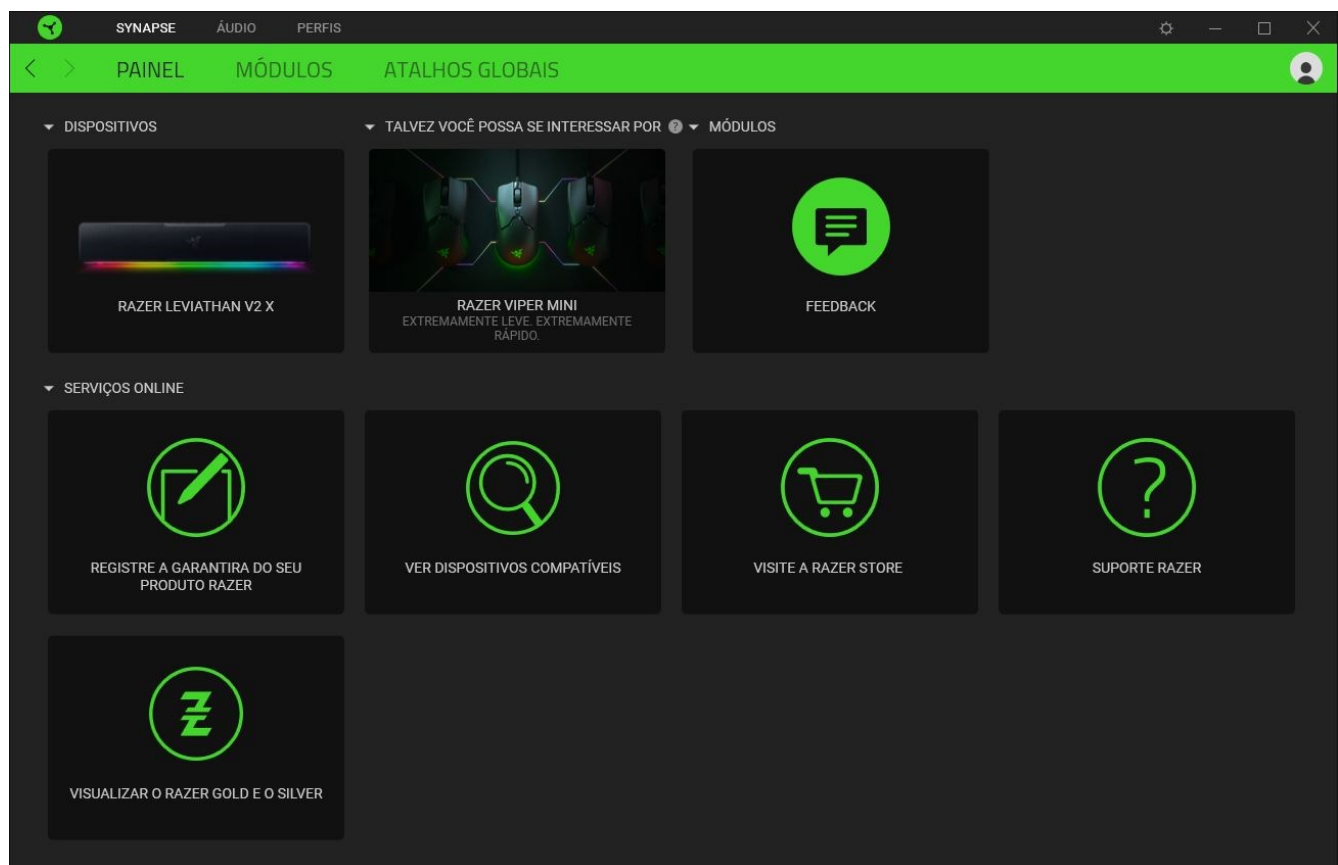 SYNAPSE ÁUDIO PERFIS
PAINEL MÓDULOS ATALHOS GLOBAIS
DISPOSITIVOS
TALVEZ VOCÊ POSSA SE INTERESSAR POR ?
MÓDULOS
RAZER LEVIATHAN V2 X
RAZER VIPER MINI
EXTREMAMENTE LEVE. EXTREMAMENTE
RÁPIDO.
FEEDBACK
SERVIÇOS ONLINE
REGISTRE A GARANTIRA DO SEU
PRODUTO RAZER
VER DISPOSITIVOS COMPATÍVEIS
VISITE A RAZER STORE
SUPORTE RAZER
VISUALIZAR O RAZER GOLD E O SILVER